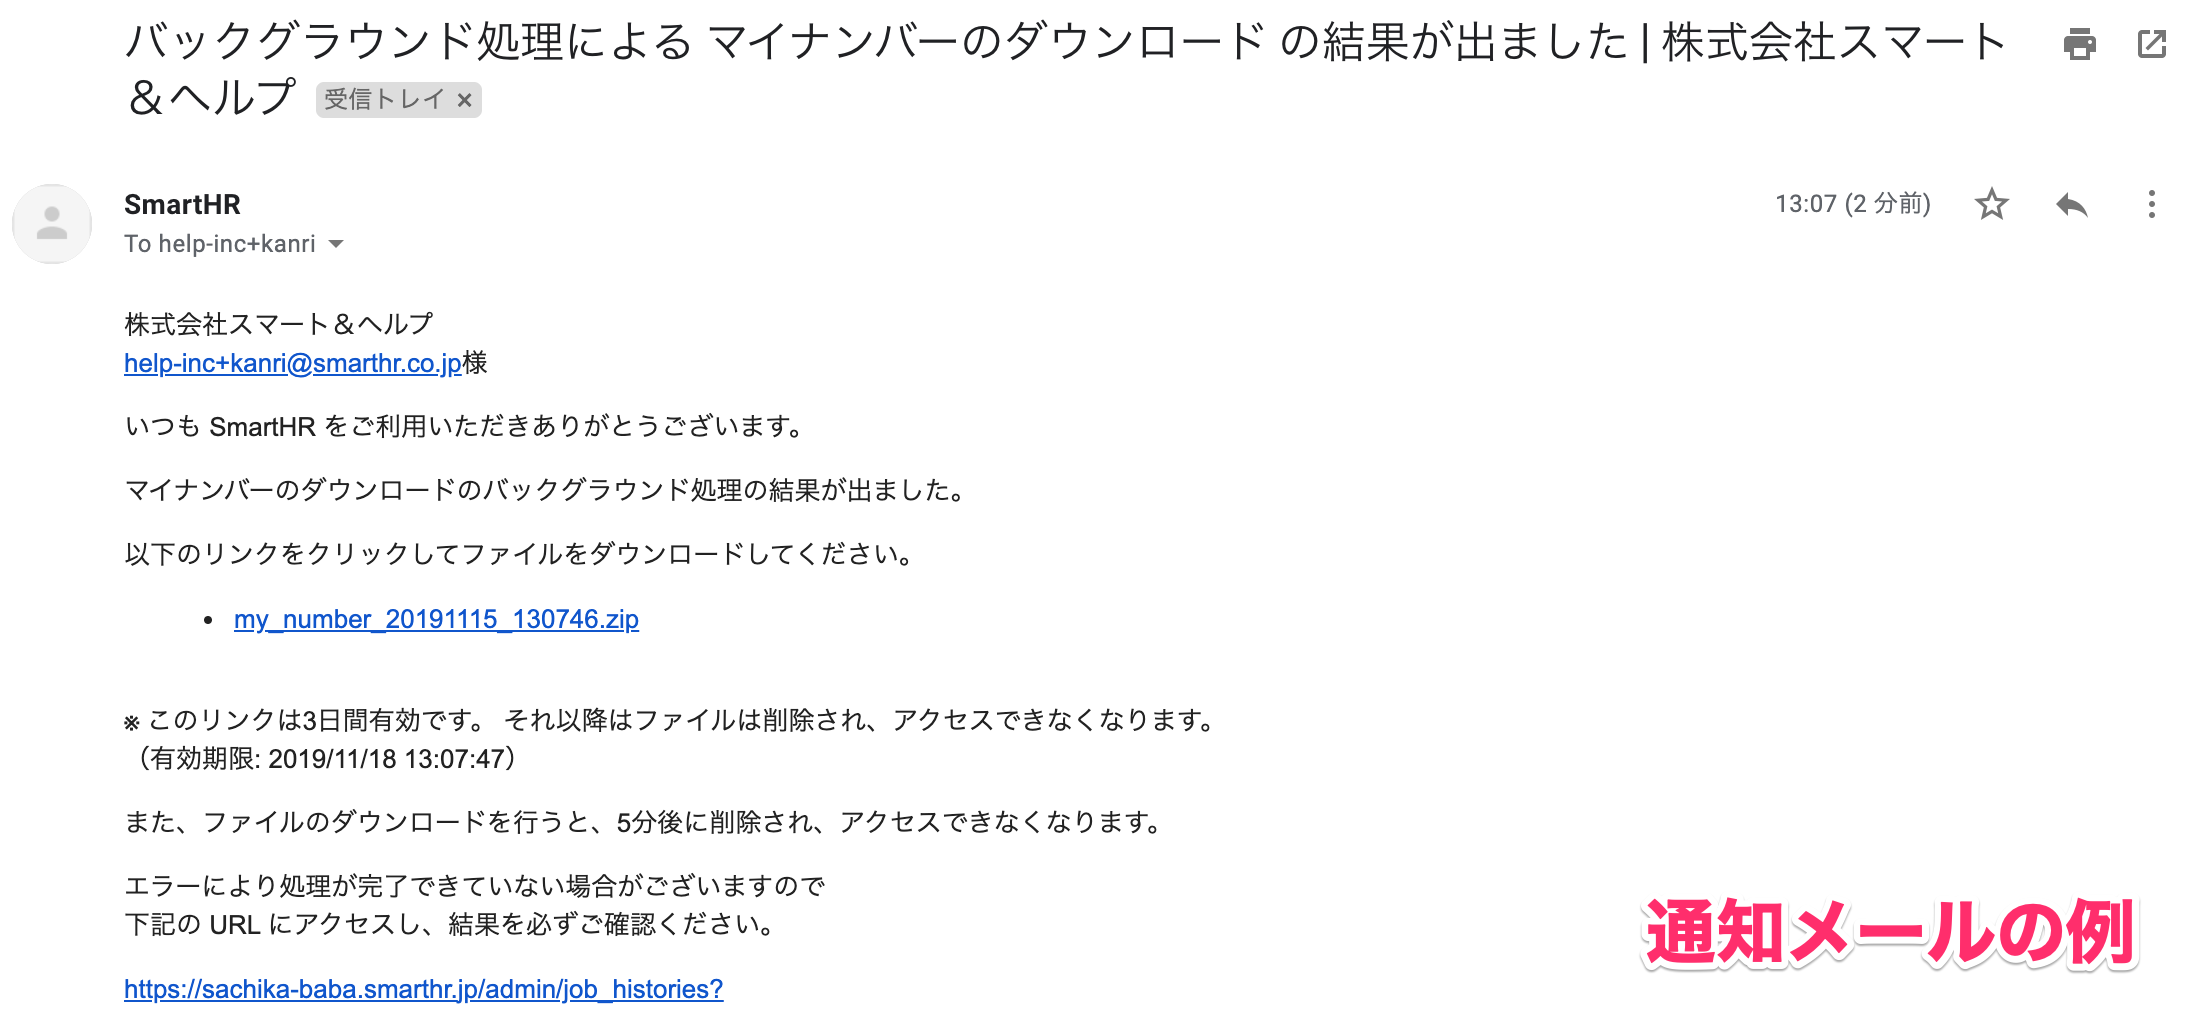 バックグラウンド処理による マイナンバーのダウンロード の結果が出ました | 株式会社スマート
＆ヘルプ 受信トレイ ×
SmartHR
13:07 (2 分前)
To help-inc+kanri
株式会社スマート＆ヘルプ
help-inc+kanri@smarthr.co.jp様
いつも SmartHR をご利用いただきありがとうございます。
マイナンバーのダウンロードのバックグラウンド処理の結果が出ました。
以下のリンクをクリックしてファイルをダウンロードしてください。
• my_number_20191115_130746.zip
※ このリンクは3日間有効です。 それ以降はファイルは削除され、アクセスできなくなります。
（有効期限: 2019/11/18 13:07:47）
また、ファイルのダウンロードを行うと、5分後に削除され、アクセスできなくなります。
エラーにより処理が完了できていない場合がございますので
下記の URL にアクセスし、結果を必ずご確認ください。
https://sachika-baba.smarthr.jp/admin/job_histories?
通知メールの例